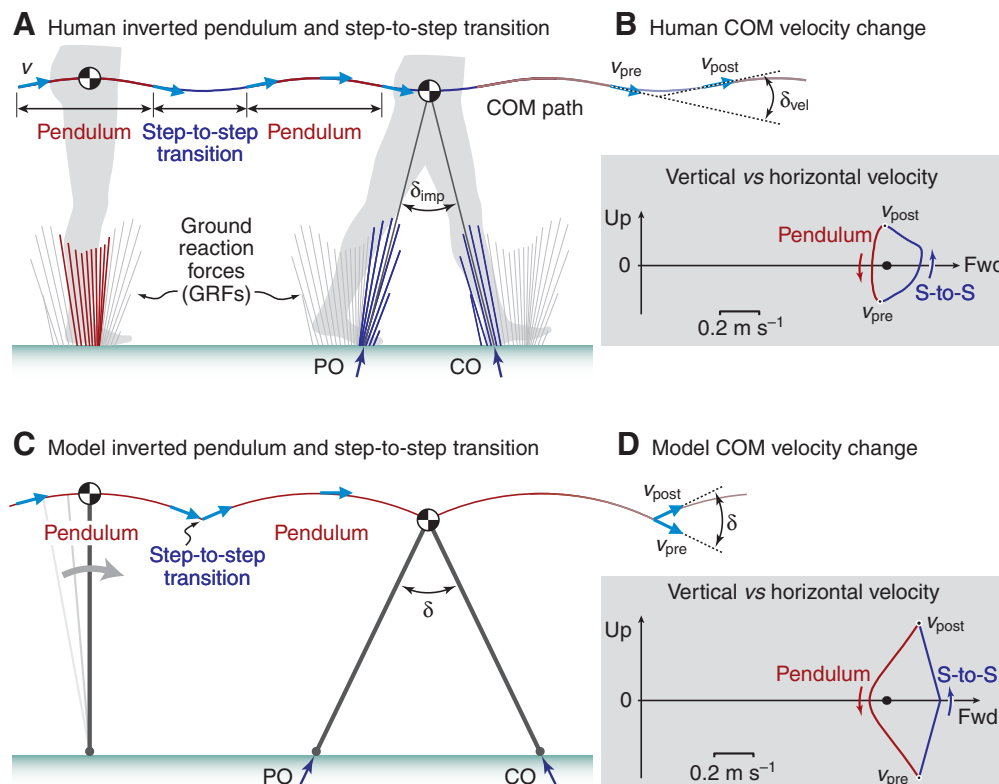 A Human inverted pendulum and step-to-step transition
v
Pendulum
Step-to-step
transition
Pendulum
COM path
δimp
Ground
reaction
forces
(GRFs)
PO
CO
B Human COM velocity change
vpre
vpost
δvel
Vertical vs horizontal velocity
Up
vpost
Pendulum
0
Fwd
S-to-S
vpre
0.2 m s–1
C Model inverted pendulum and step-to-step transition
Pendulum
Step-to-step
transition
Pendulum
δ
PO
CO
D Model COM velocity change
vpost
δ
vpre
Vertical vs horizontal velocity
Up
vpost
Pendulum
S-to-S
0
Fwd
0.2 m s–1
vpre